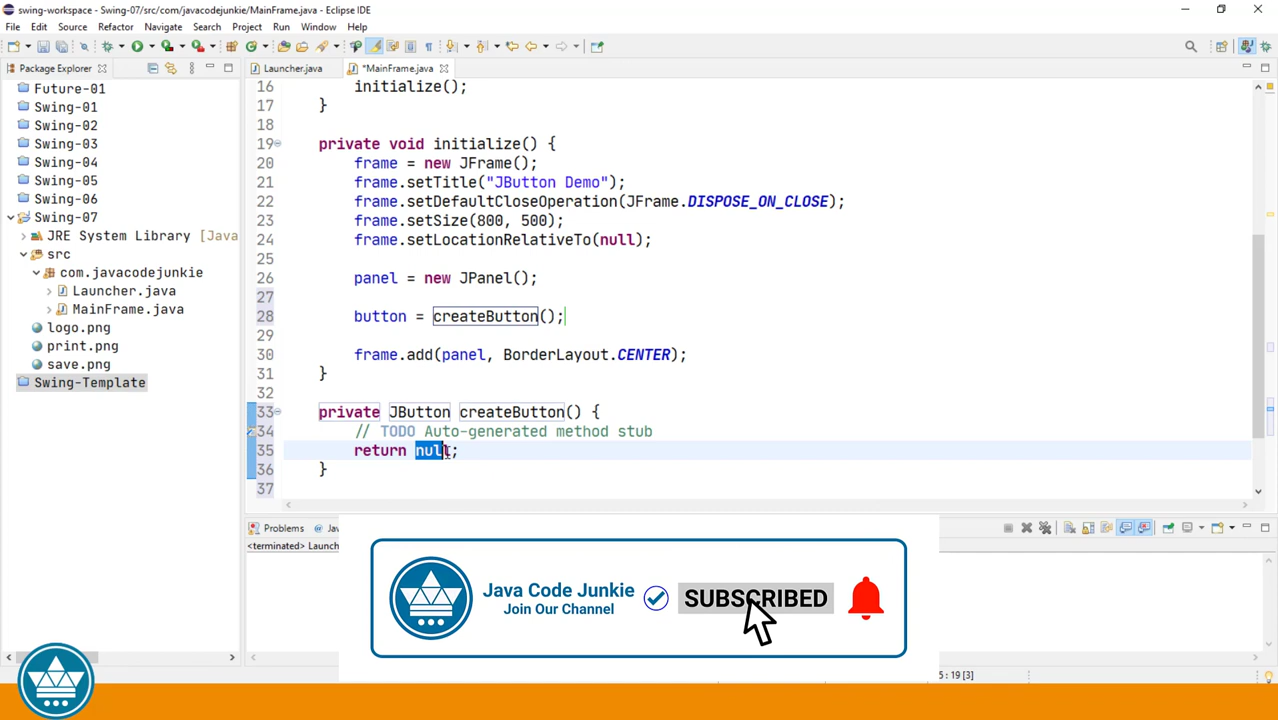 swing-workspace - Swing-07/src/com/javacodejunkie/MainFrame.java - Eclipse IDE
File Edit Source Refactor Navigate Search Project Run Window Help
Package Explorer
Launcher.java
*MainFrame.java
Future-01
Swing-01
Swing-02
Swing-03
Swing-04
Swing-05
Swing-06
Swing-07
JRE System Library [Java
src
com.javacodejunkie
Launcher.java
MainFrame.java
logo.png
print.png
save.png
Swing-Template
16 initialize();
17 }
18
19 private void initialize() {
20 frame = new JFrame();
21 frame.setTitle("JButton Demo");
22 frame.setDefaultCloseOperation(JFrame.DISPOSE_ON_CLOSE);
23 frame.setSize(800, 500);
24 frame.setLocationRelativeTo(null);
25
26 panel = new JPanel();
27
28 button = createButton();
29
30 frame.add(panel, BorderLayout.CENTER);
31 }
32
33 private JButton createButton() {
34 // TODO Auto-generated method stub
35 return null;
36 }
37
Problems @ Jav
<terminated> Launch
Java Code Junkie
Join Our Channel
SUBSCRIBED
5 : 19 [3]